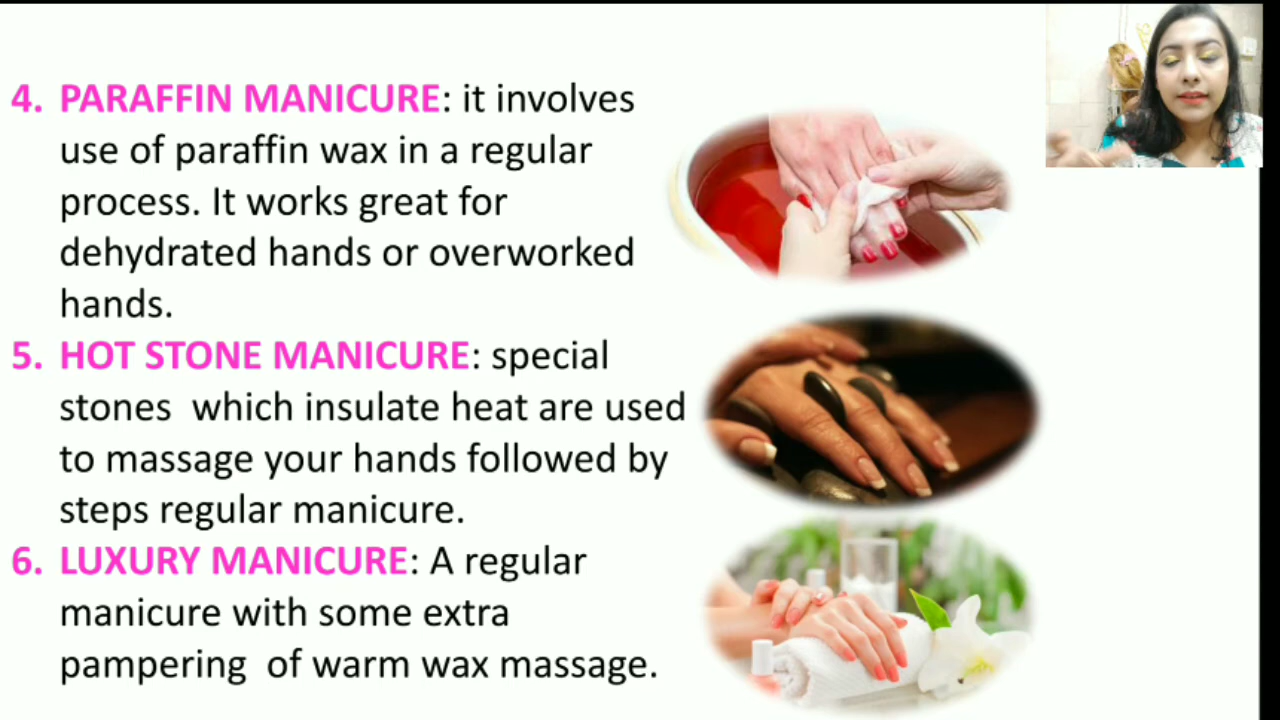 4. PARAFFIN MANICURE: it involves
use of paraffin wax in a regular
process. It works great for
dehydrated hands or overworked
hands.
5. HOT STONE MANICURE: special
stones  which insulate heat are used
to massage your hands followed by
steps regular manicure.
6. LUXURY MANICURE: A regular
manicure with some extra
pampering  of warm wax massage.